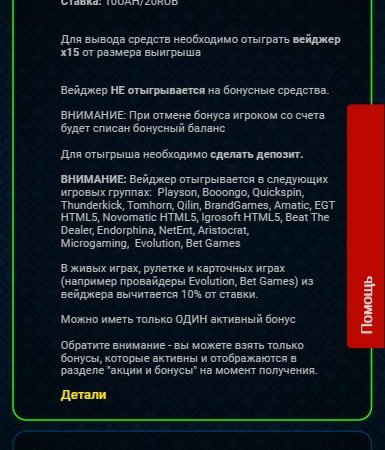 Ставка: 10UAH/20RUB
Для вывода средств необходимо отыграть вейджер
x15 от размера выигрыша
Вейджер НЕ отыгрывается на бонусные средства.
ВНИМАНИЕ: При отмене бонуса игроком со счета
будет списан бонусный баланс
Для отыгрыша необходимо сделать депозит.
ВНИМАНИЕ: Вейджер отыгрывается в следующих
игровых группах: Playson, Booongo, Quickspin,
Thunderkick, Tomhorn, Qilin, BrandGames, Amatic, EGT
HTML5, Novomatic HTML5, Igrosoft HTML5, Beat The
Dealer, Endorphina, NetEnt, Aristocrat,
Microgaming, Evolution, Bet Games
В живых играх, рулетке и карточных играх
(например провайдеры Evolution, Bet Games) из
вейджера вычитается 10% от ставки.
Можно иметь только ОДИН активный бонус
Обратите внимание - вы можете взять только
бонусы, которые активны и отображаются в
разделе "акции и бонусы" на момент получения.
Детали
Помощь